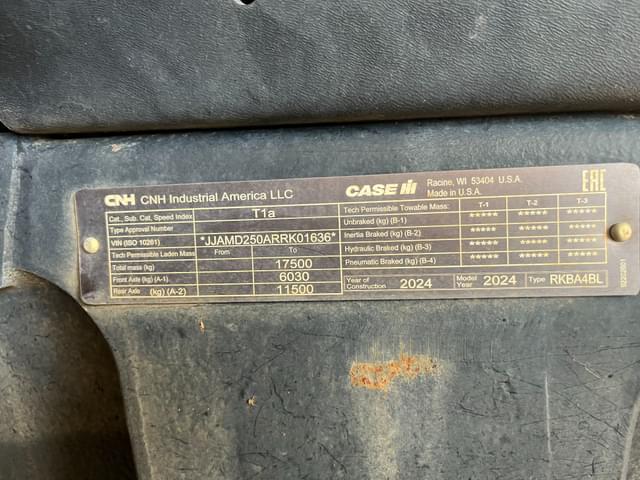 CNH CNH Industrial America LLC
CASE IH Racine, WI 53404 U.S.A.
Made in U.S.A.
EAC
Cat., Sub. Cat, Speed Index T1a
Type Approval Number
VIN (ISO 10261) *JJAMD250ARRK01636*
Tech Permissible Laden Mass From To
Total mass (kg) 17500
Front Axle (kg) (A-1) 6030
Rear Axle (kg) (A-2) 11500
Tech Permissible Towable Mass: T-1 T-2 T-3
Unbraked (kg) (B-1) ***** ***** *****
Inertia Braked (kg) (B-2) ***** ***** *****
Hydraulic Braked (kg) (B-3) ***** ***** *****
Pneumatic Braked (kg) (B-4) ***** ***** *****
Year of Construction 2024 Model Year 2024 Type RKBA4BL